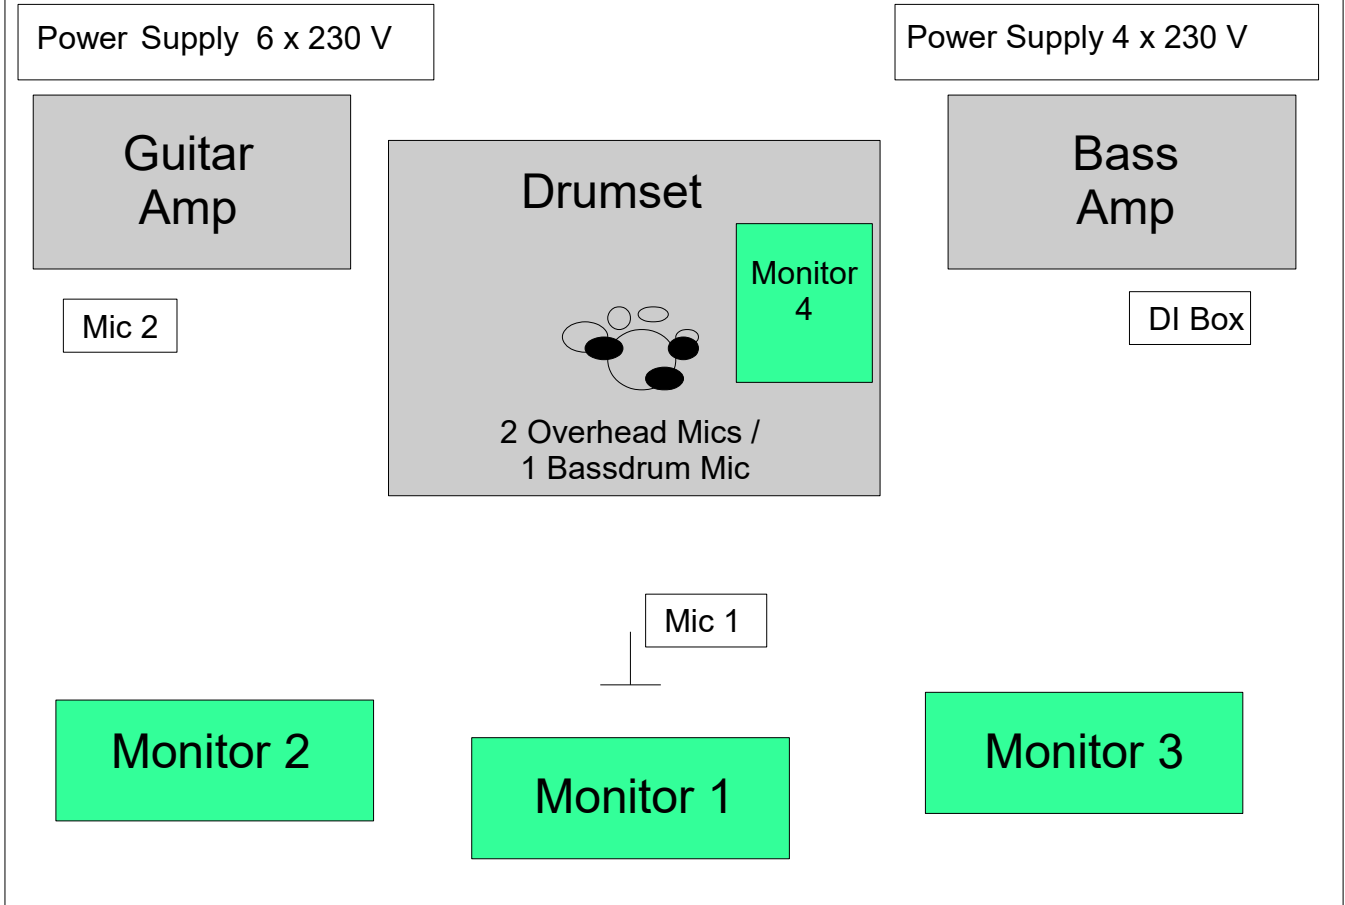 Power Supply 6 x 230 V
Power Supply 4 x 230 V
Guitar
Amp
Drumset
Bass
Amp
Monitor
4
Mic 2
DI Box
2 Overhead Mics /
1 Bassdrum Mic
Mic 1
Monitor 2
Monitor 1
Monitor 3